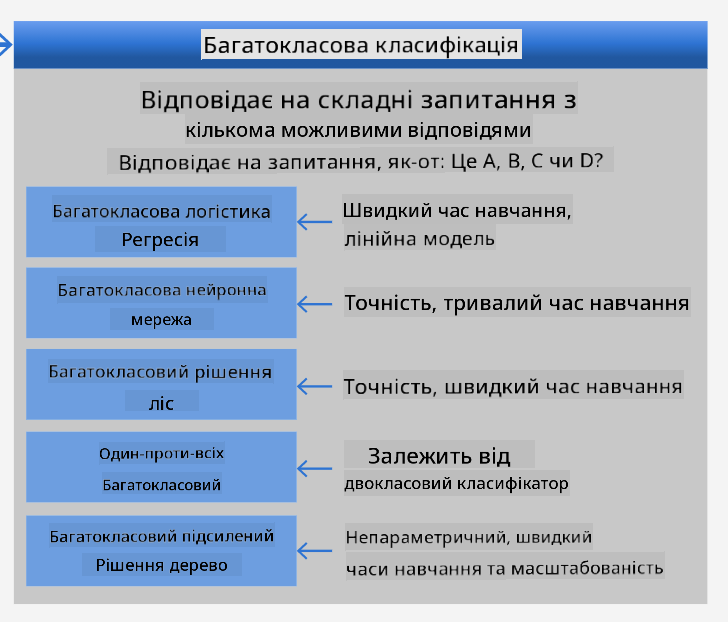 Багатокласова класифікація
Відповідає на складні запитання з
кількома можливими відповідями
Відповідає на запитання, як-от: Це A, B, C чи D?
Багатокласова логістика
Регресія
Швидкий час навчання,
лінійна модель
Багатокласова нейронна
мережа
Точність, тривалий час навчання
Багатокласовий рішення
ліс
Точність, швидкий час навчання
Один-проти-всіх
Багатокласовий
Залежить від
двокласовий класифікатор
Багатокласовий підсилений
Рішення дерево
Непараметричний, швидкий
часи навчання та масштабованість